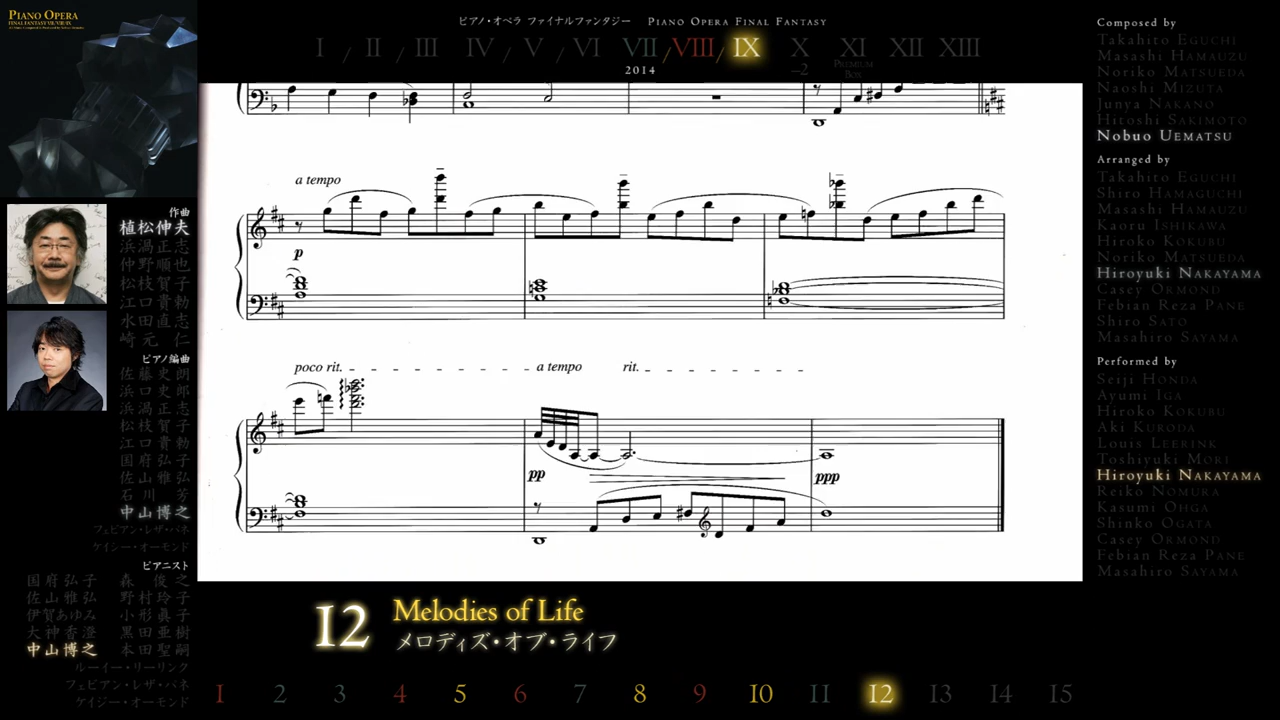 PIANO OPERA
FINAL FANTASY VII/VIII/IX
ピアノ・オペラ ファイナルファンタジー PIANO OPERA FINAL FANTASY
I / II / III IV / V / VI VII / VIII / IX X XI XII XIII
2014 –2 PREMIUM BOX
a tempo
p
poco rit. a tempo rit.
pp ppp
12 Melodies of Life
メロディズ・オブ・ライフ
1 2 3 4 5 6 7 8 9 10 11 12 13 14 15
作曲
植松伸夫
浜渦正志
仲野順也
松枝賀子
江口貴勅
水田直志
崎元 仁
ピアノ編曲
佐藤史朗
浜口史郎
浜渦正志
松枝賀子
江口貴勅
国府弘子
佐山雅弘
石川 芳
中山博之
フェビアン・レザ・パネ
ケイシー・オーモンド
ピアニスト
国府弘子 森 俊之
佐山雅弘 野村玲子
伊賀あゆみ 小形眞子
大神香澄 黒田亜樹
中山博之 本田聖嗣
ルーイー・リーリンク
フェビアン・レザ・パネ
ケイジー・オーモンド
Composed by
Takahito EGUCHI
Masashi HAMAUZU
Noriko MATSUEDA
Naoshi MIZUTA
Junya NAKANO
Hitoshi SAKIMOTO
Nobuo UEMATSU
Arranged by
Takahito EGUCHI
Shiro HAMAGUCHI
Masashi HAMAUZU
Kaoru ISHIKAWA
Hiroko KOKUBU
Noriko MATSUEDA
Hiroyuki NAKAYAMA
Casey ORMOND
Febian Reza PANE
Shiro SATO
Masahiro SAYAMA
Performed by
Seiji HONDA
Ayumi IGA
Hiroko KOKUBU
Aki KURODA
Louis LEERINK
Toshiyuki MORI
Hiroyuki NAKAYAMA
Reiko NOMURA
Kasumi OHGA
Shinko OGATA
Casey ORMOND
Febian Reza PANE
Masahiro SAYAMA